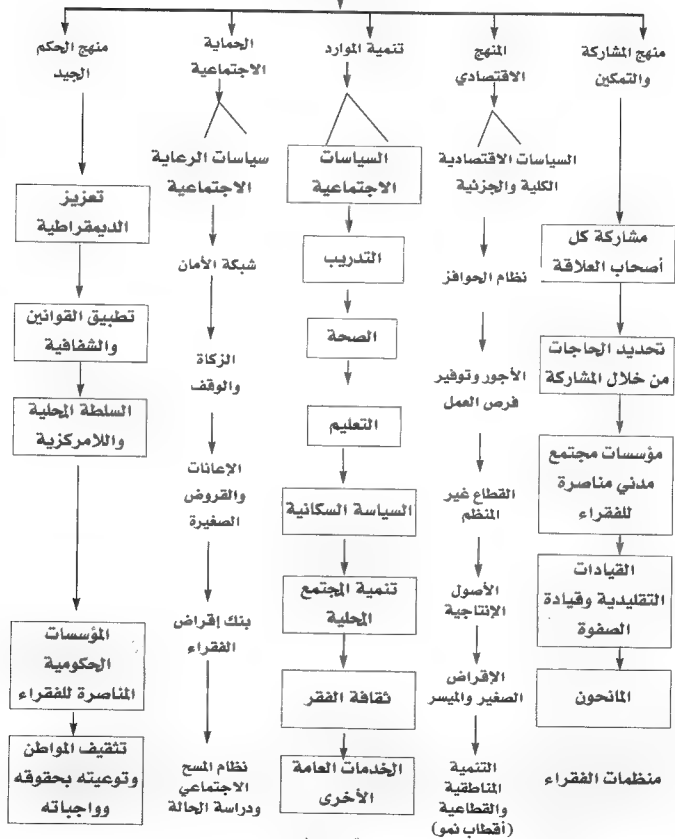 منهج المشاركة
والتمكين
مشاركة كل
أصحاب العلاقة
تحديد الحاجات
من خلال المشاركة
مؤسسات مجتمع
مدني مناصرة
للفقراء
القيادات
التقليدية وقيادة
الصفوة
المانحون
منظمات الفقراء
المنهج
الاقتصادي
السياسات الاقتصادية
الكلية والجزئية
نظام الحوافز
الأجور وتوفير
فرص العمل
القطاع غير
المنظم
الأصول
الإنتاجية
الإقراض
الصغير والميسر
التنمية
المناطقية
والقطاعية
(أقطاب نمو)
تنمية الموارد
السياسات
الاجتماعية
التدريب
الصحة
التعليم
السياسة السكانية
تنمية المجتمع
المحلية
ثقافة الفقر
الخدمات العامة
الأخرى
الحماية
الاجتماعية
سياسات الرعاية
الاجتماعية
شبكة الأمان
الزكاة
والوقف
الإعانات
والقروض
الصغيرة
بنك إقراض
الفقراء
نظام المسح
الاجتماعي
ودراسة الحالة
منهج الحكم
الجيد
تعزيز
الديمقراطية
تطبيق القوانين
والشفافية
السلطة المحلية
واللامركزية
المؤسسات
الحكومية
المناصرة للفقراء
تثقيف المواطن
وتوعيته بحقوقه
وواجباته